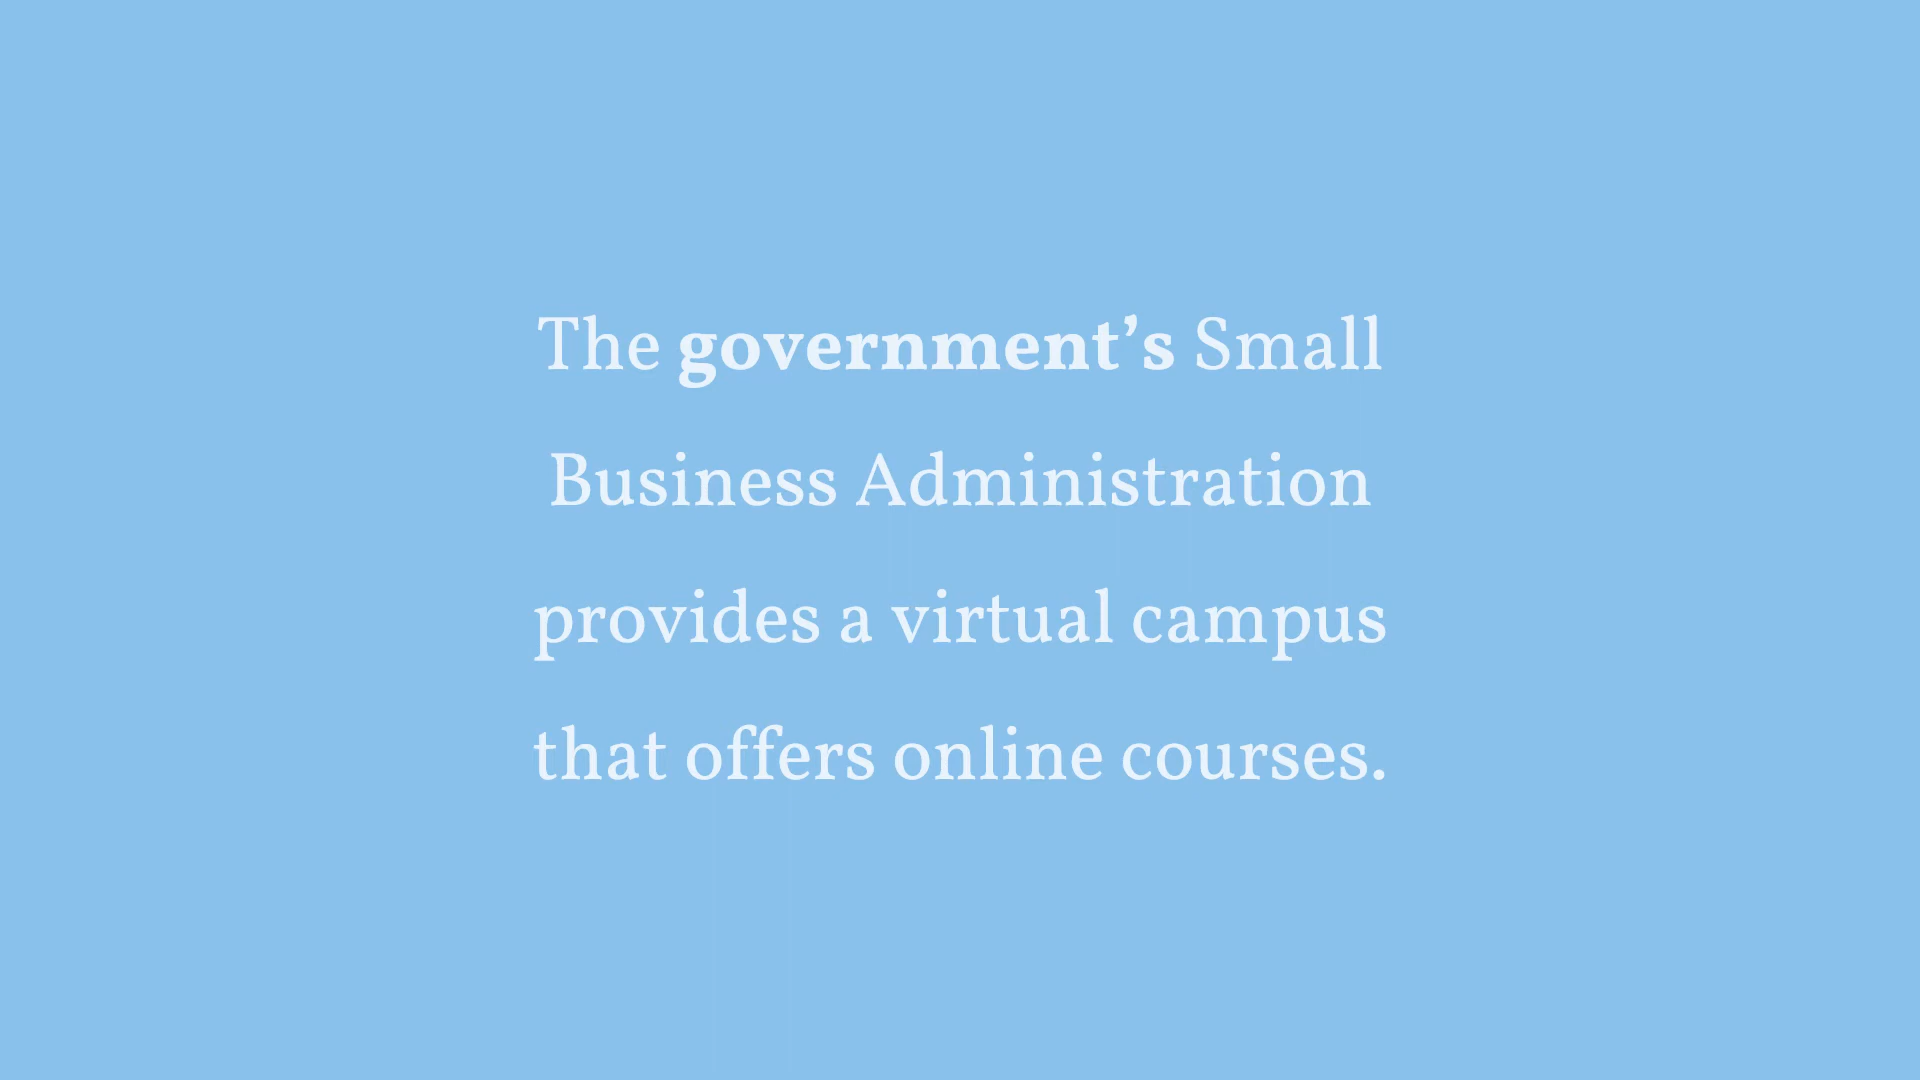 The government’s Small
Business Administration
provides a virtual campus
that offers online courses.